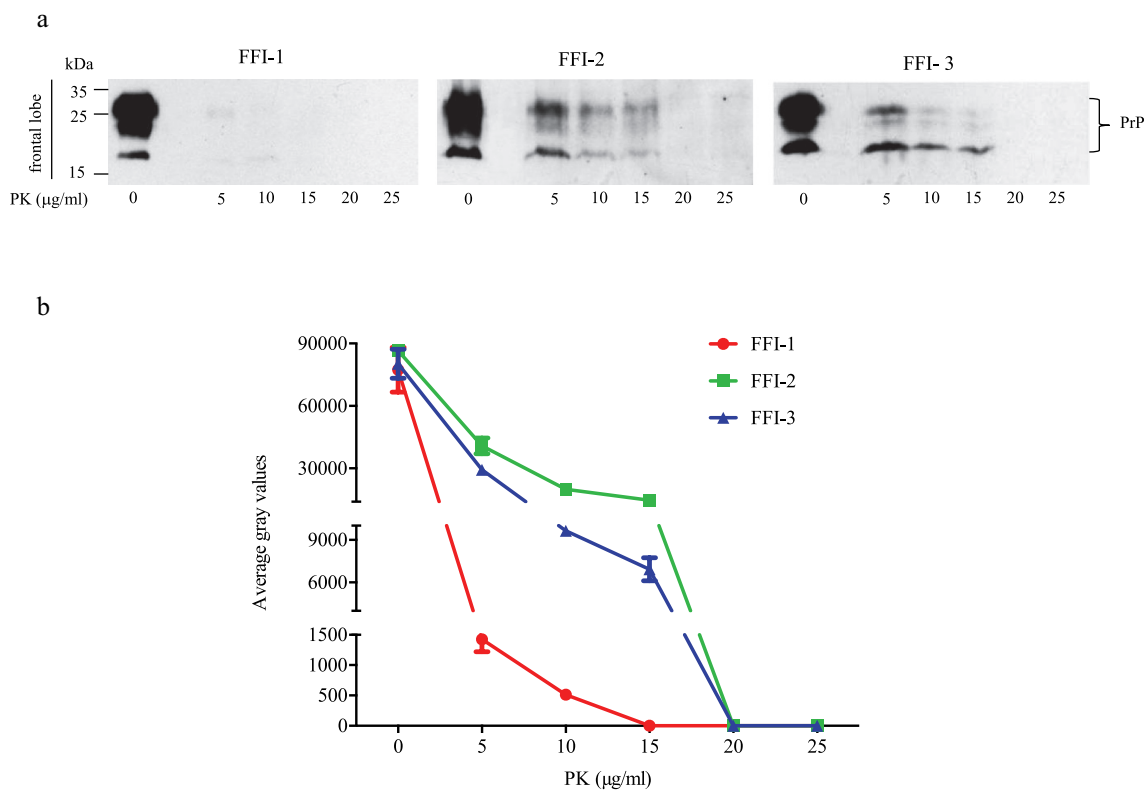 a
FFI-1 FFI-2 FFI- 3
kDa
35
25
15
frontal lobe
PrP
PK (μg/ml) 0 5 10 15 20 25 0 5 10 15 20 25 0 5 10 15 20 25
b
90000
60000
30000
9000
6000
1500
1000
500
0
Average gray values
FFI-1
FFI-2
FFI-3
0 5 10 15 20 25
PK (μg/ml)